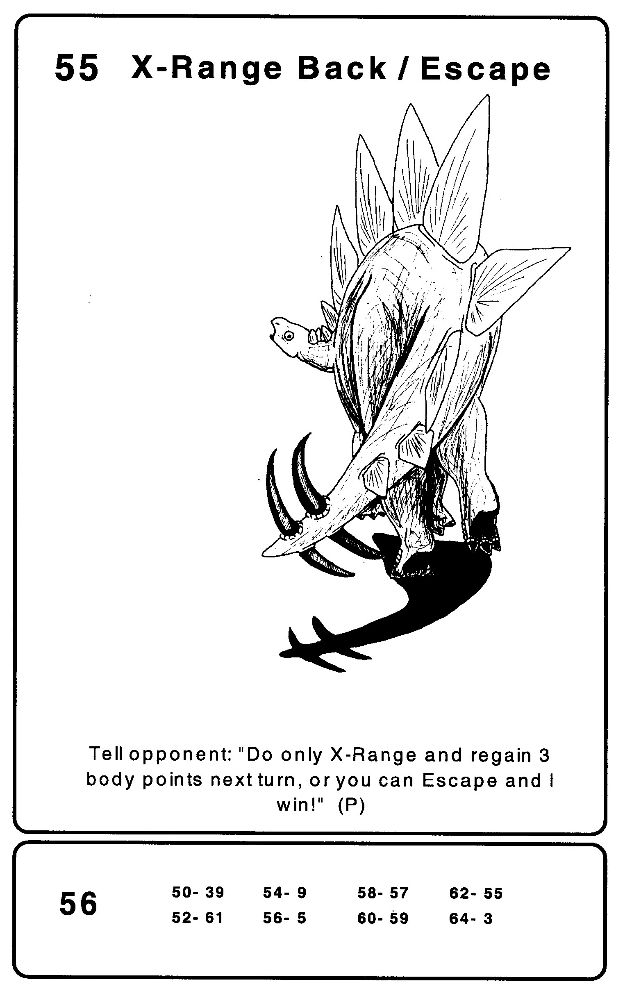 55 X-Range Back / Escape
Tell opponent: "Do only X-Range and regain 3
body points next turn, or you can Escape and I
win!" (P)
56
50- 39 54- 9 58- 57 62- 55
52- 61 56- 5 60- 59 64- 3